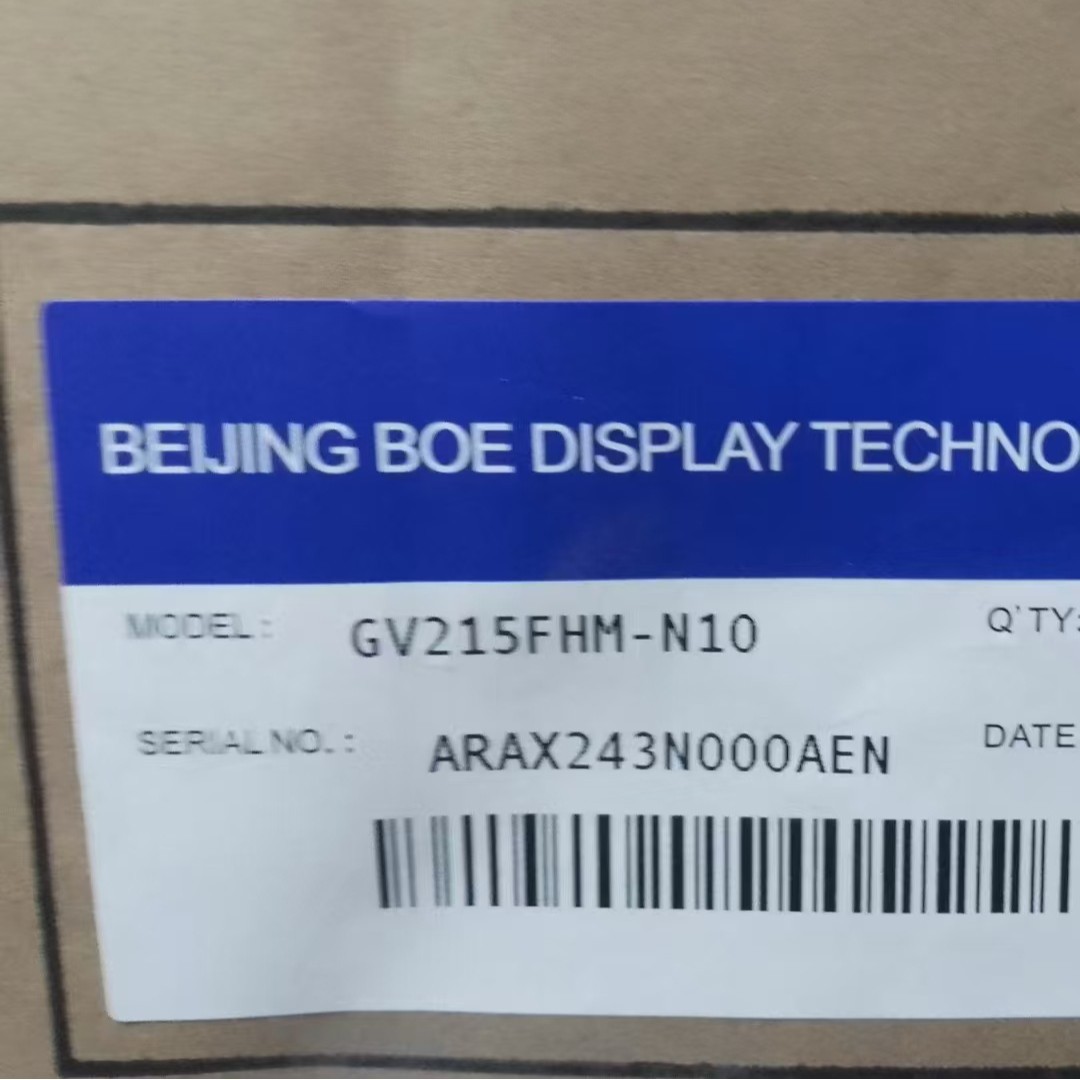 BEIJING BOE DISPLAY TECHNO
MODEL: GV215FHM-N10 Q'TY:
SERIAL NO.: ARAX243N000AEN DATE